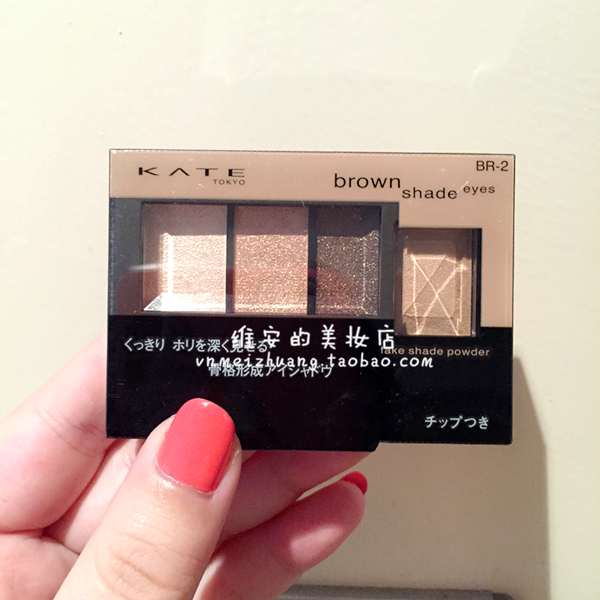 KATE
TOKYO
BR-2
brown shade eyes
くっきり ホリを深く見せる
骨格形成アイシャドウ
fake shade powder
チップつき
维安的美妆店
vnmeizhuang.taobao.com